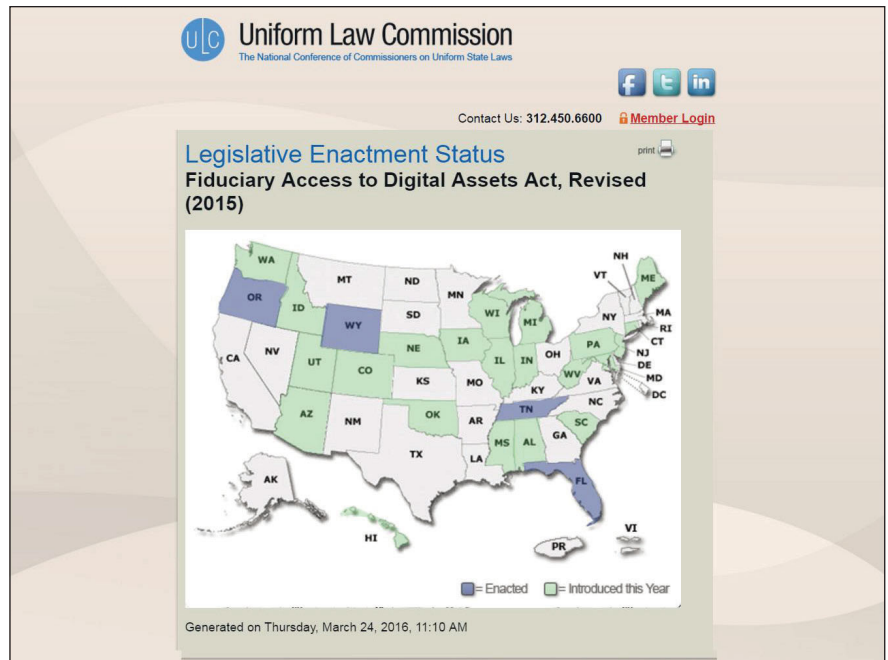 ULC Uniform Law Commission
The National Conference of Commissioners on Uniform State Laws
f t in
Contact Us: 312.450.6600 Member Login
Legislative Enactment Status
print
Fiduciary Access to Digital Assets Act, Revised
(2015)
WA
MT
ND
MN
OR
ID
WY
SD
WI
MI
NH
VT
ME
NY
MA
RI
CT
NJ
DE
MD
DC
CA
NV
UT
CO
NE
IA
IL
IN
OH
PA
WV
VA
KS
MO
KY
NC
AZ
NM
OK
AR
TN
SC
TX
LA
MS
AL
GA
FL
AK
HI
PR
VI
= Enacted = Introduced this Year
Generated on Thursday, March 24, 2016, 11:10 AM